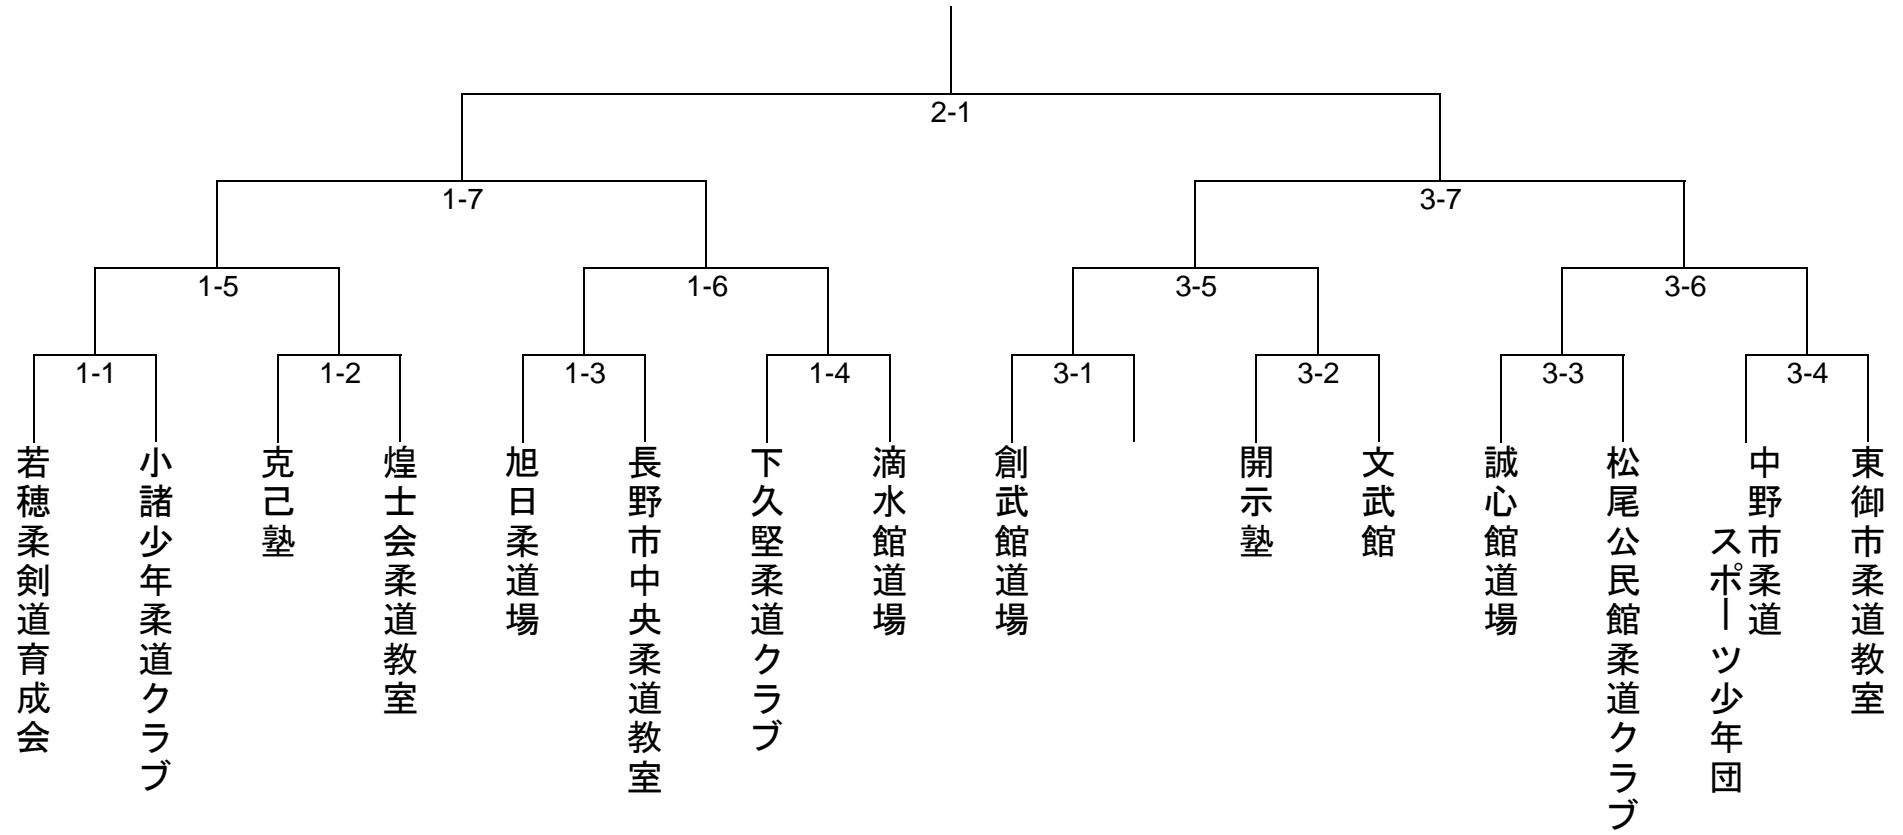 2-1
1-7
3-7
1-5
1-6
3-5
3-6
1-1
1-2
1-3
1-4
3-1
3-2
3-3
3-4
若穂柔剣道育成会
小諸少年柔道クラブ
克己塾
煌士会柔道教室
旭日柔道場
長野市中央柔道教室
下久堅柔道クラブ
滴水館道場
創武館道場
開示塾
文武館
誠心館道場
松尾公民館柔道クラブ
中野市柔道
スポーツ少年団
東御市柔道教室